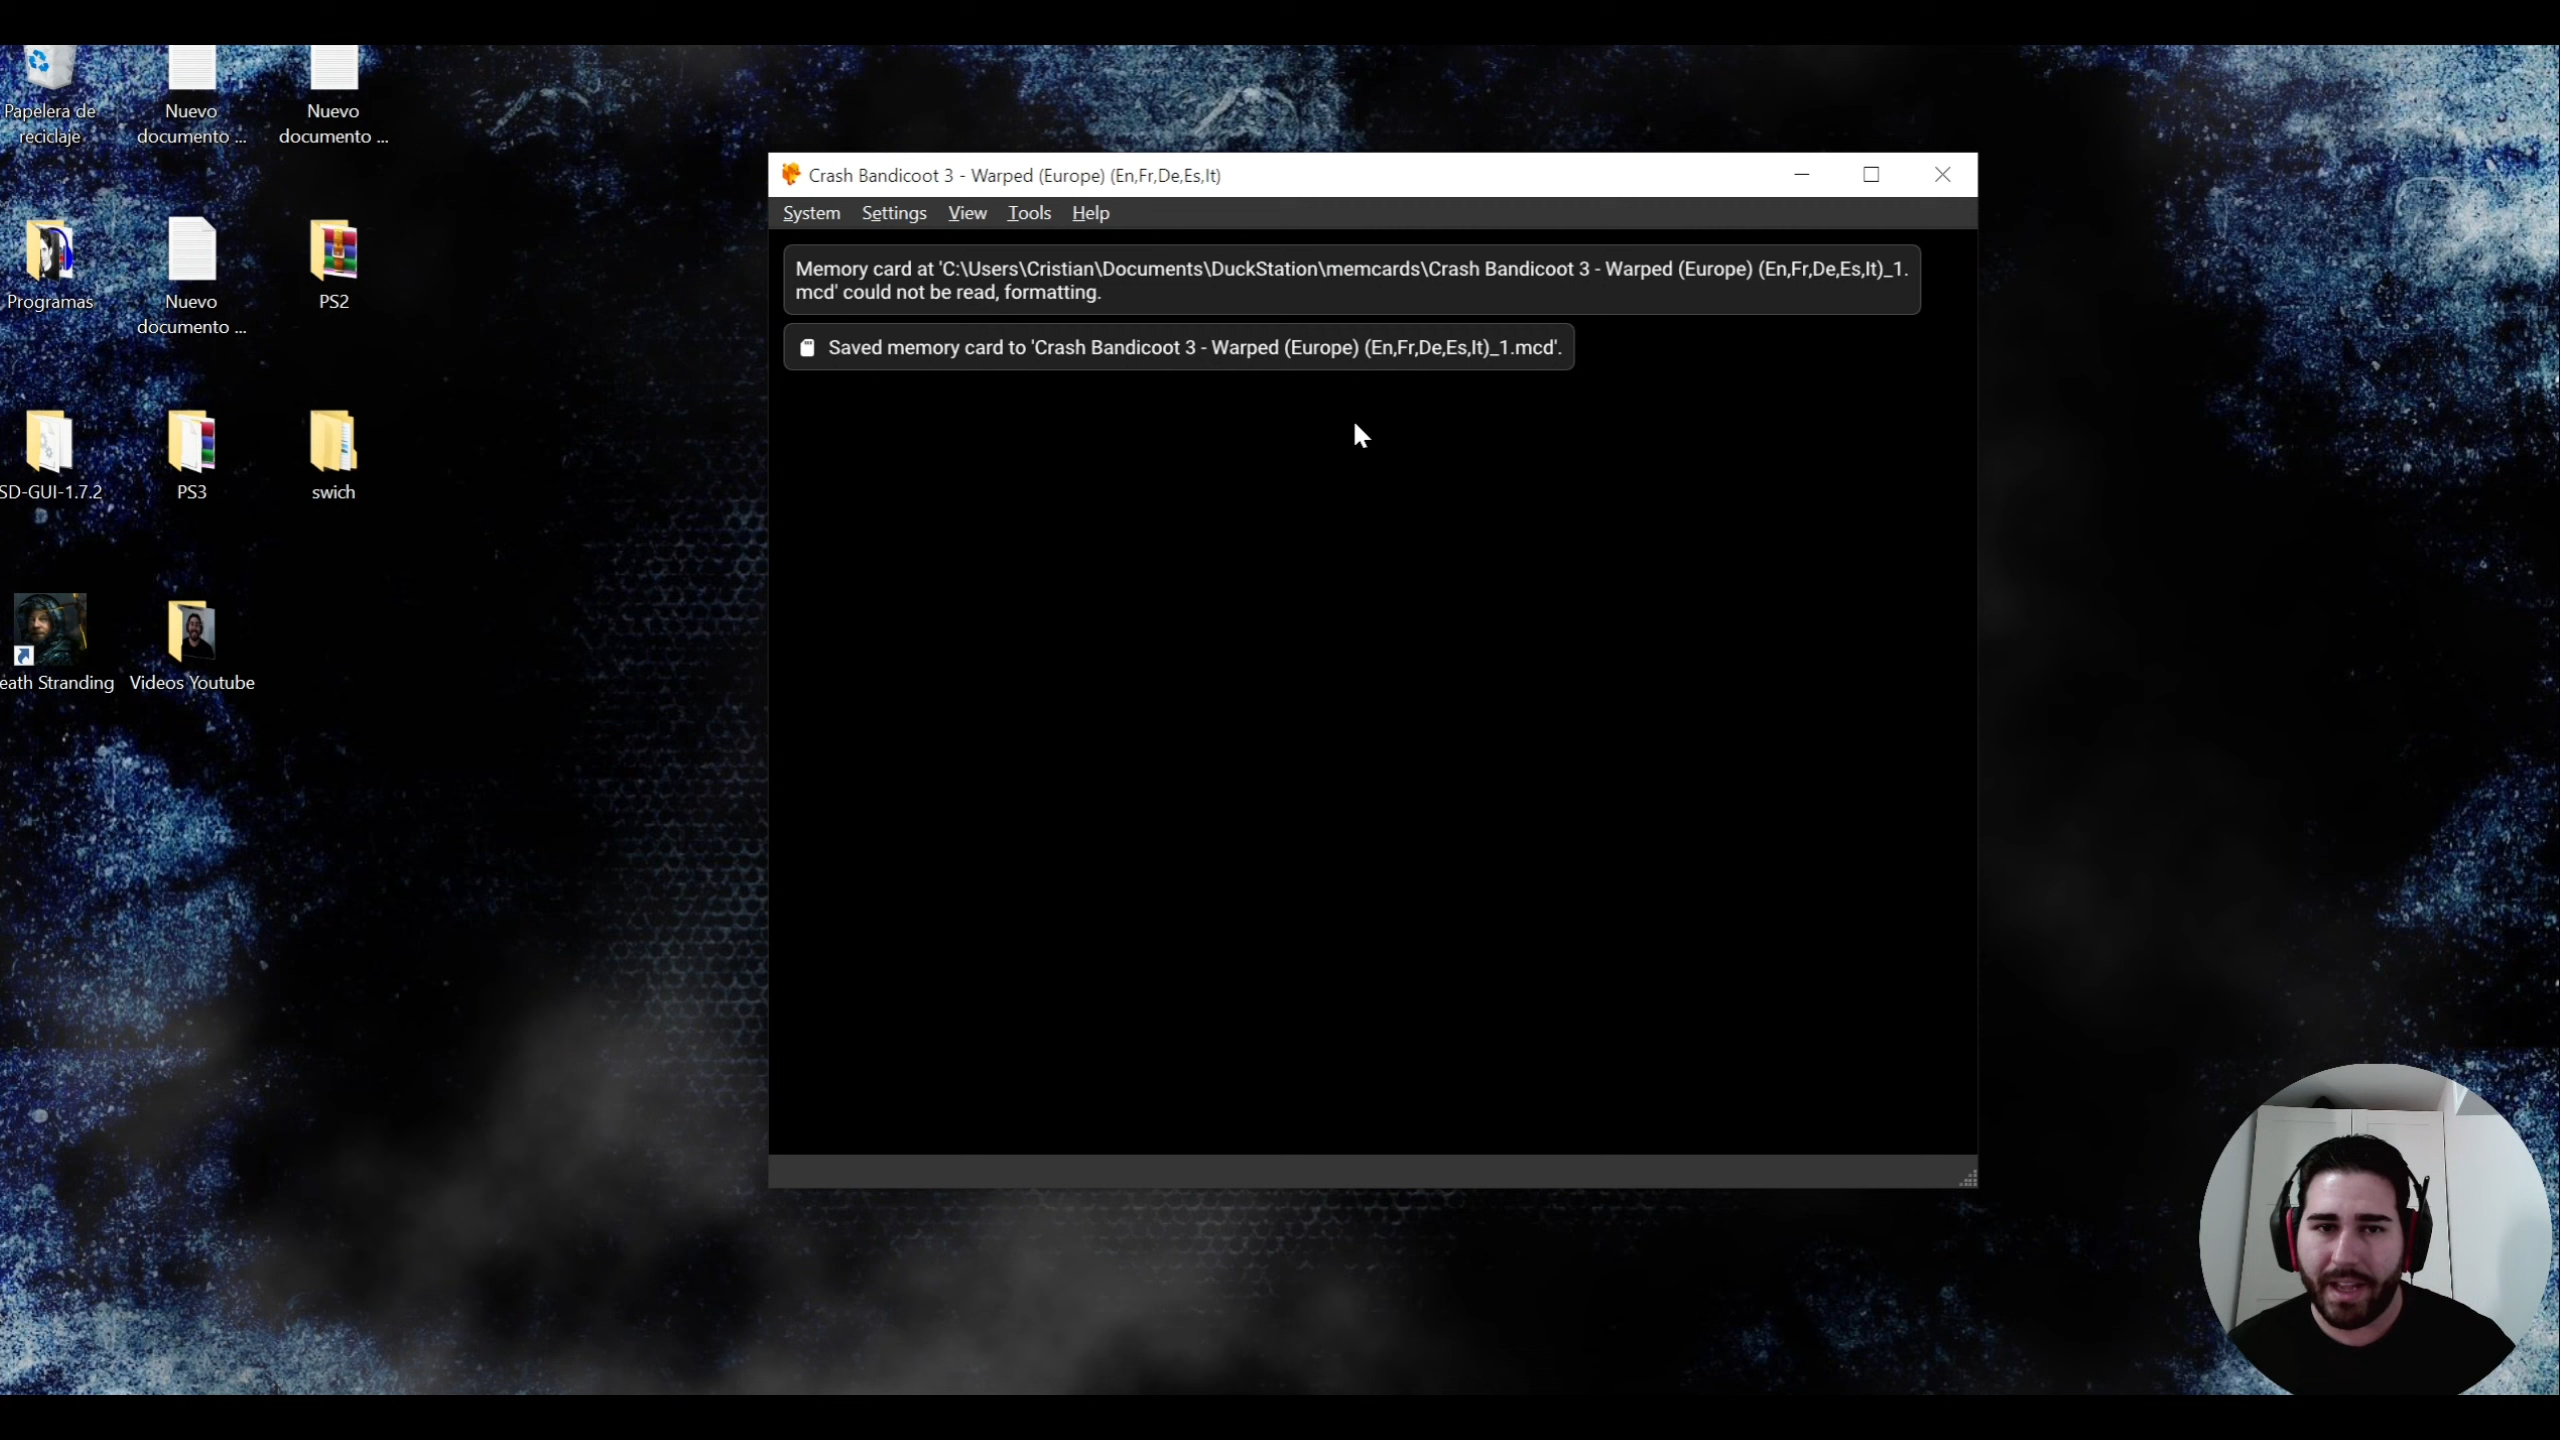 Papelera de
reciclaje
Nuevo
documento ...
Nuevo
documento ...
Programas
Nuevo
documento ...
PS2
SD-GUI-1.7.2
PS3
swich
eath Stranding
Videos Youtube
Crash Bandicoot 3 - Warped (Europe) (En,Fr,De,Es,It)
System Settings View Tools Help
Memory card at 'C:\Users\Cristian\Documents\DuckStation\memcards\Crash Bandicoot 3 - Warped (Europe) (En,Fr,De,Es,It)_1.
mcd' could not be read, formatting.
Saved memory card to 'Crash Bandicoot 3 - Warped (Europe) (En,Fr,De,Es,It)_1.mcd'.